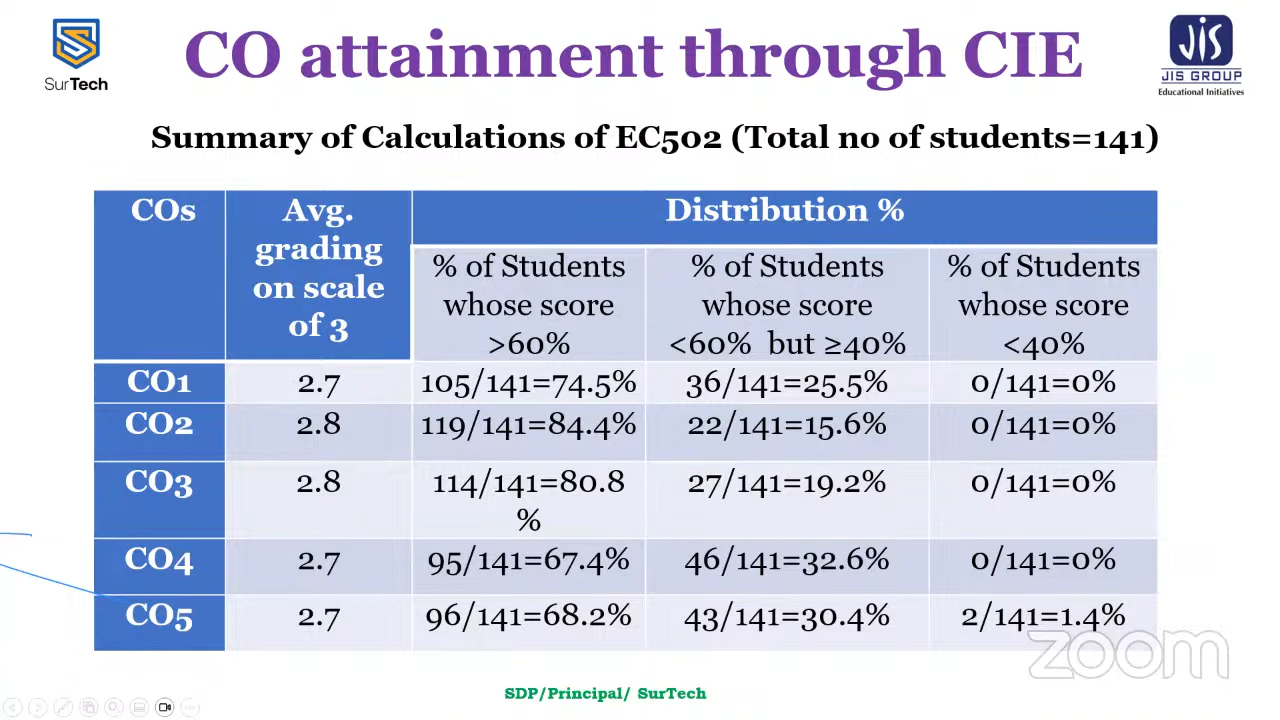 SurTech
CO attainment through CIE
JIS
JIS GROUP
Educational Initiatives
Summary of Calculations of EC502 (Total no of students=141)
COs
Avg.
grading
on scale
of 3
Distribution %
% of Students
whose score
>60%
% of Students
whose score
<60% but ≥40%
% of Students
whose score
<40%
CO1 2.7 105/141=74.5% 36/141=25.5% 0/141=0%
CO2 2.8 119/141=84.4% 22/141=15.6% 0/141=0%
CO3 2.8 114/141=80.8 27/141=19.2% 0/141=0%
%
CO4 2.7 95/141=67.4% 46/141=32.6% 0/141=0%
CO5 2.7 96/141=68.2% 43/141=30.4% 2/141=1.4%
zoom
SDP/Principal/ SurTech